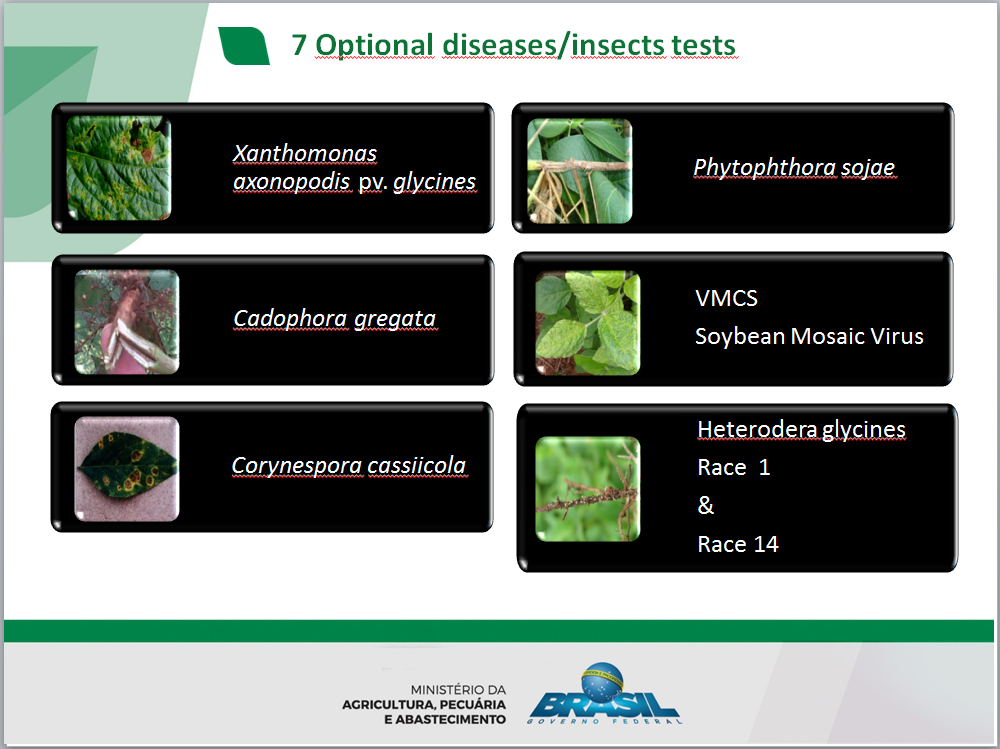 7 Optional diseases/insects tests
Xanthomonas
axonopodis pv. glycines
Phytophthora sojae
Cadophora gregata
VMCS
Soybean Mosaic Virus
Corynespora cassiicola
Heterodera glycines
Race 1
&
Race 14
MINISTÉRIO DA
AGRICULTURA, PECUÁRIA
E ABASTECIMENTO
BRASIL
GOVERNO FEDERAL